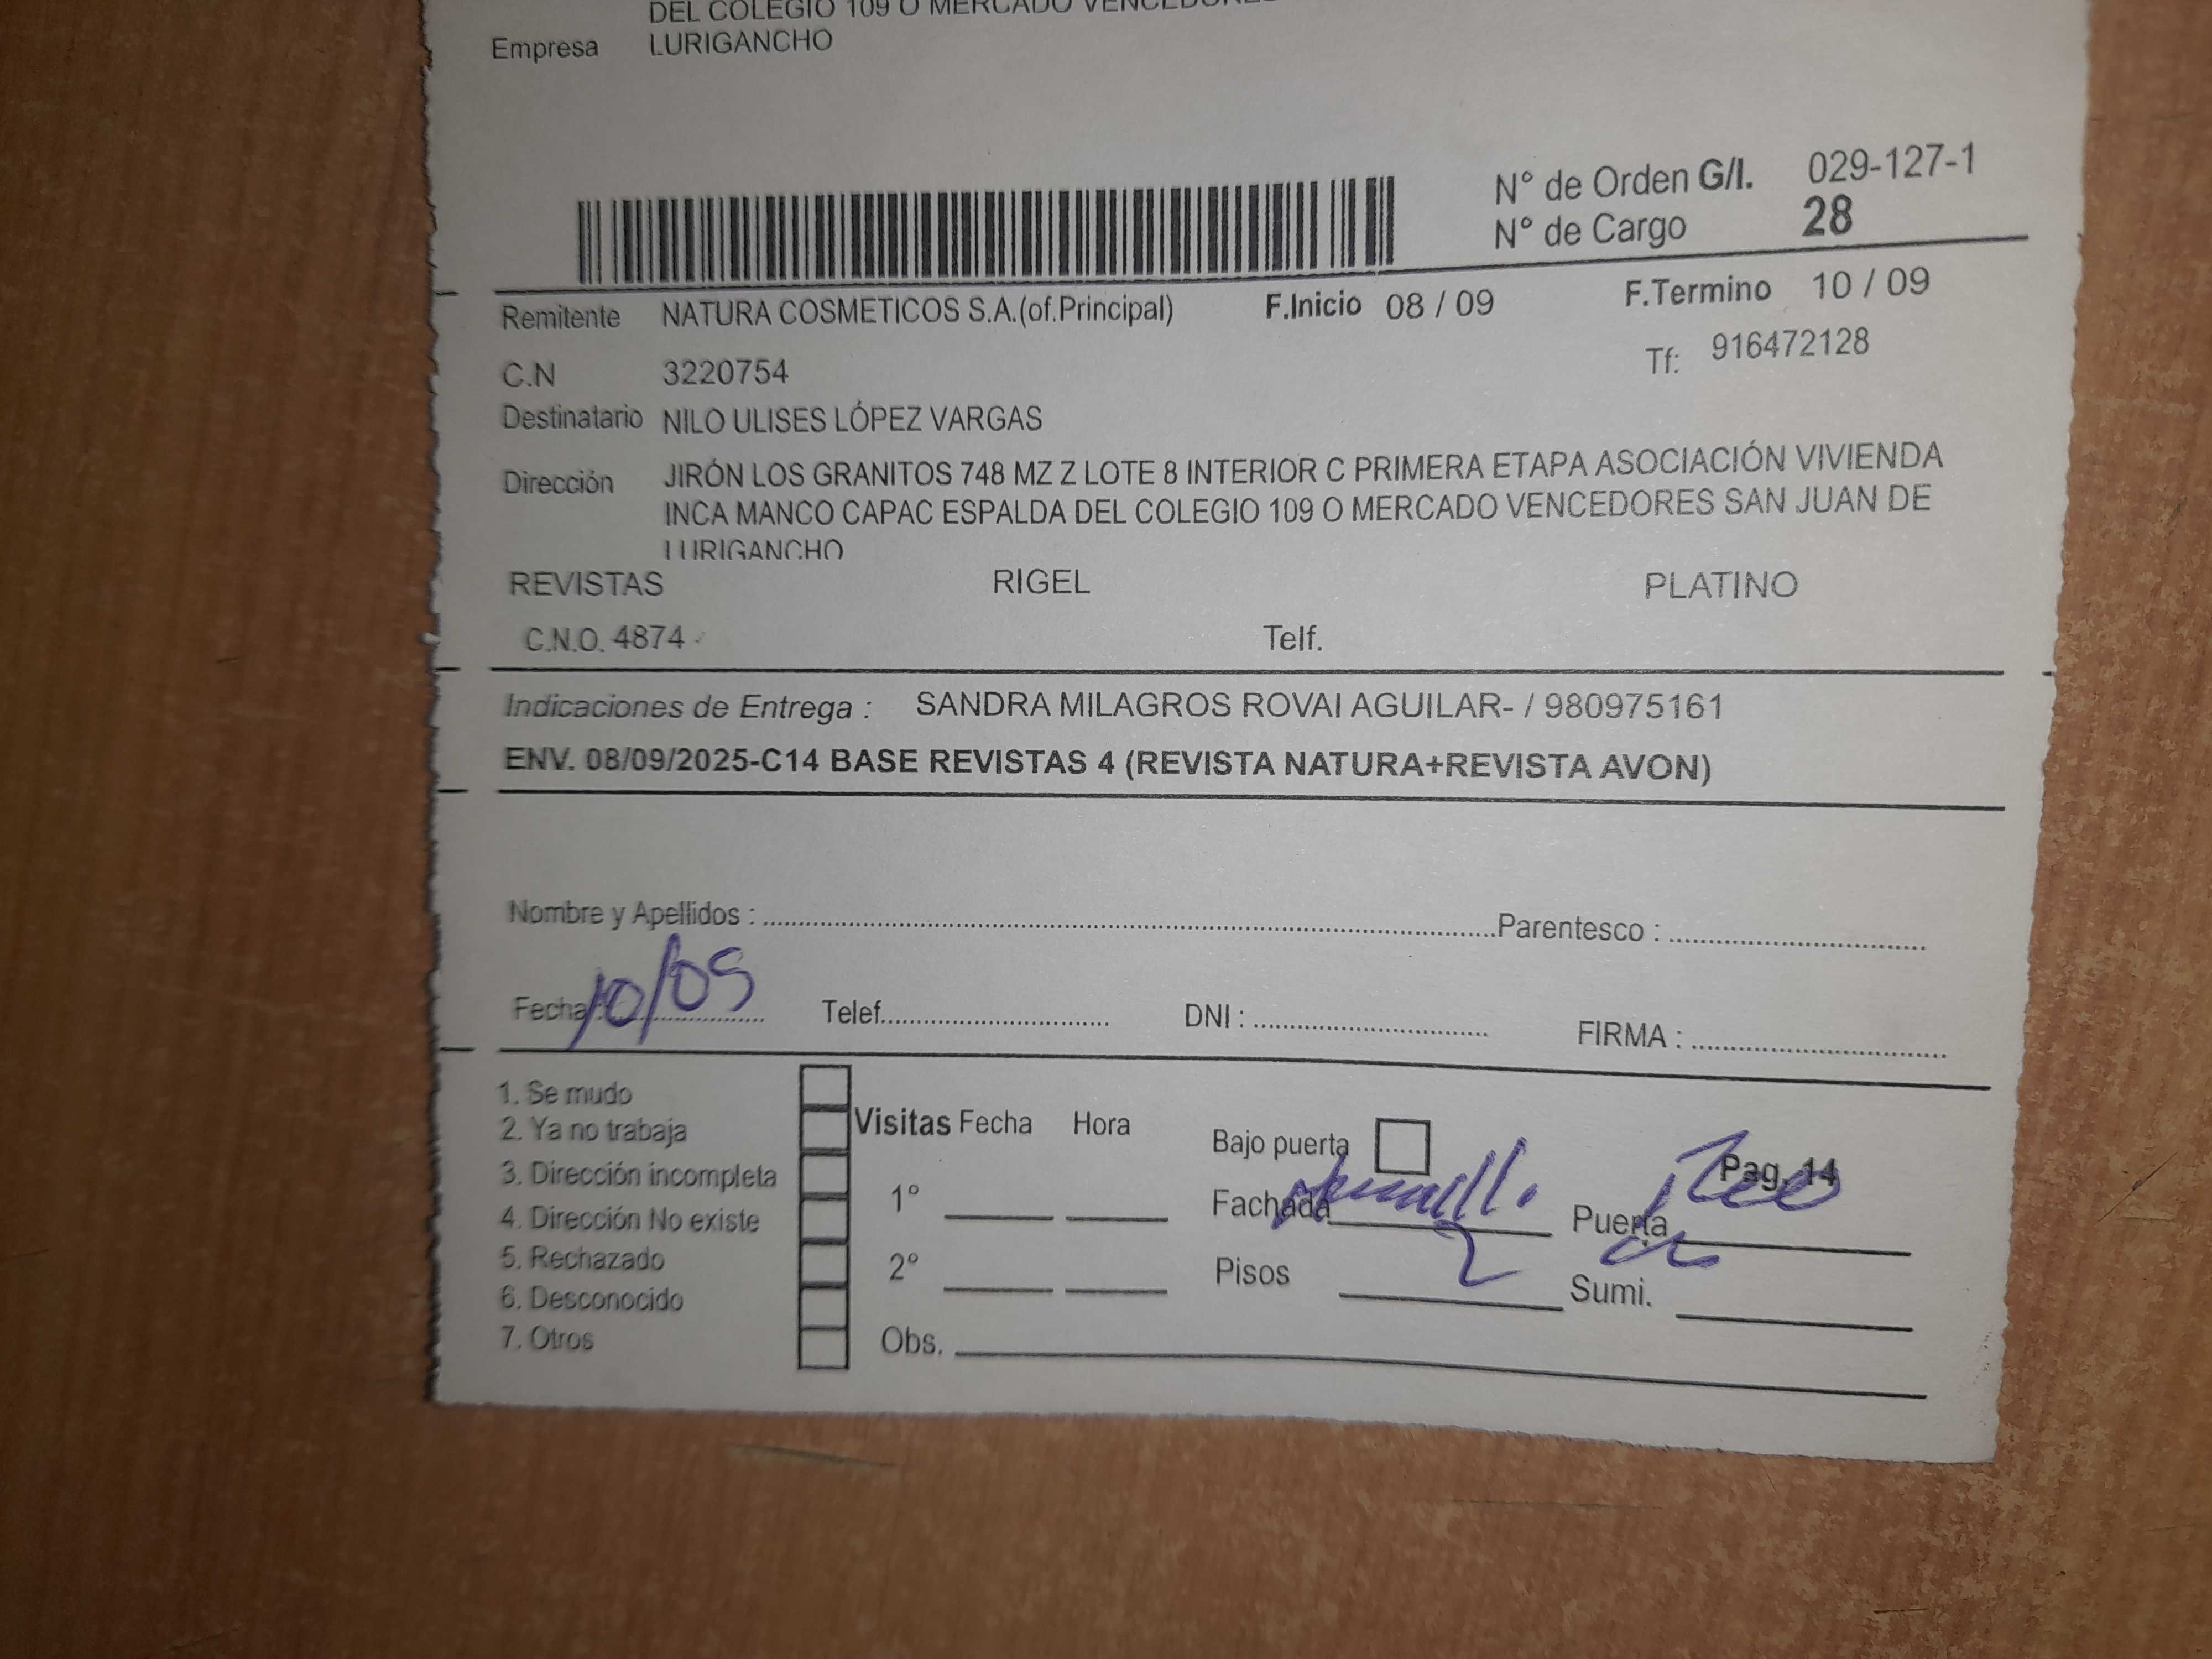 DEL COLEGIO 109 O MERCADO VENCEDORES
Empresa LURIGANCHO
N° de Orden G/I. 029-127-1
N° de Cargo 28
Remitente NATURA COSMETICOS S.A.(of.Principal) F.Inicio 08 / 09 F.Termino 10 / 09
C.N 3220754 Tf: 916472128
Destinatario NILO ULISES LÓPEZ VARGAS
Dirección JIRÓN LOS GRANITOS 748 MZ Z LOTE 8 INTERIOR C PRIMERA ETAPA ASOCIACIÓN VIVIENDA
INCA MANCO CAPAC ESPALDA DEL COLEGIO 109 O MERCADO VENCEDORES SAN JUAN DE
LURIGANCHO
REVISTAS RIGEL PLATINO
C.N.O. 4874 Telf.
Indicaciones de Entrega : SANDRA MILAGROS ROVAI AGUILAR- / 980975161
ENV. 08/09/2025-C14 BASE REVISTAS 4 (REVISTA NATURA+REVISTA AVON)
Nombre y Apellidos : Parentesco :
Fecha : 10/09 Telef. DNI : FIRMA :
1. Se mudo
2. Ya no trabaja Visitas Fecha Hora Bajo puerta
3. Dirección incompleta Pag. 14
4. Dirección No existe 1° Fachada Puerta
5. Rechazado 2° Pisos 2 Sumi.
6. Desconocido
7. Otros Obs.